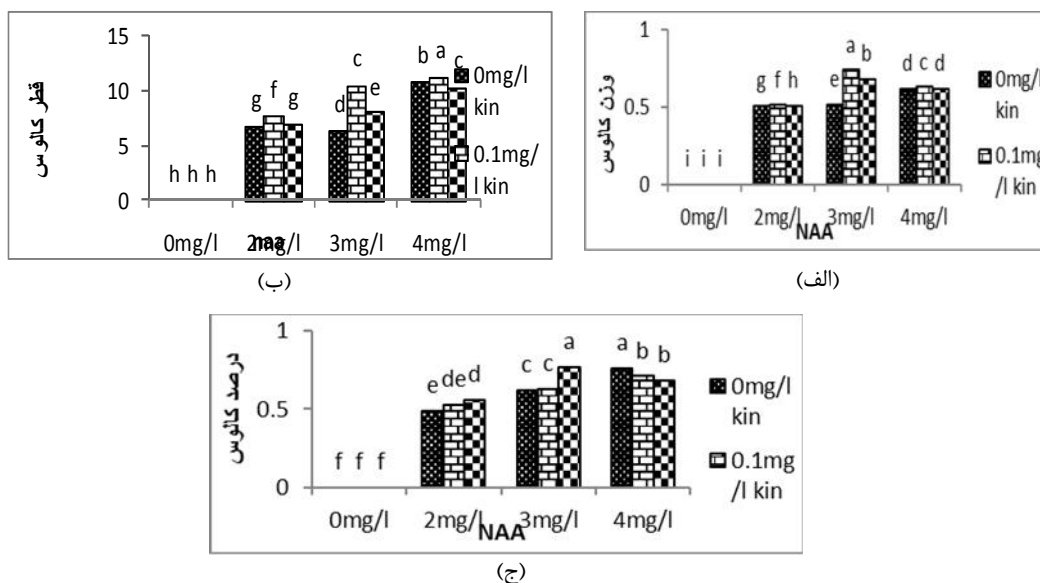 15
10
5
0
قطر کالوس
h h h
g f g
d c e
b a c
0mg/l 2mg/l 3mg/l 4mg/l
naa
0mg/l
kin
0.1mg/
l kin
(ب)
1
0.5
0
وزن کالوس
i i i
g f h
e a b
d c d
0mg/l 2mg/l 3mg/l 4mg/l
NAA
0mg/l
kin
0.1mg
/l kin
(الف)
1
0.5
0
درصد کالوس
f f f
e de d
c c a
a b b
0mg/l 2mg/l 3mg/l 4mg/l
NAA
0mg/l
kin
0.1mg
/l kin
(ج)